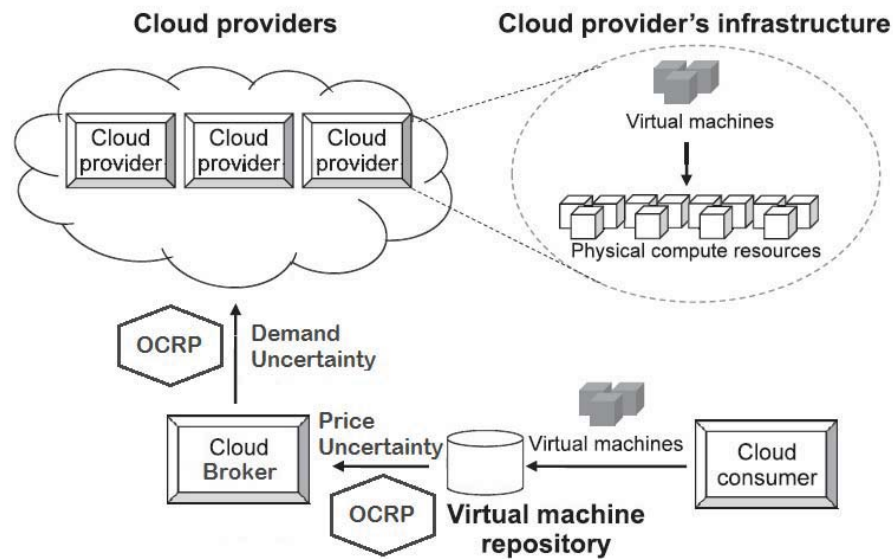 Cloud providers
Cloud provider's infrastructure
Cloud
provider
Cloud
provider
Cloud
provider
Virtual machines
Physical compute resources
OCRP
Demand
Uncertainty
Cloud
Broker
Price
Uncertainty
OCRP
Virtual machines
Virtual machine
repository
Cloud
consumer